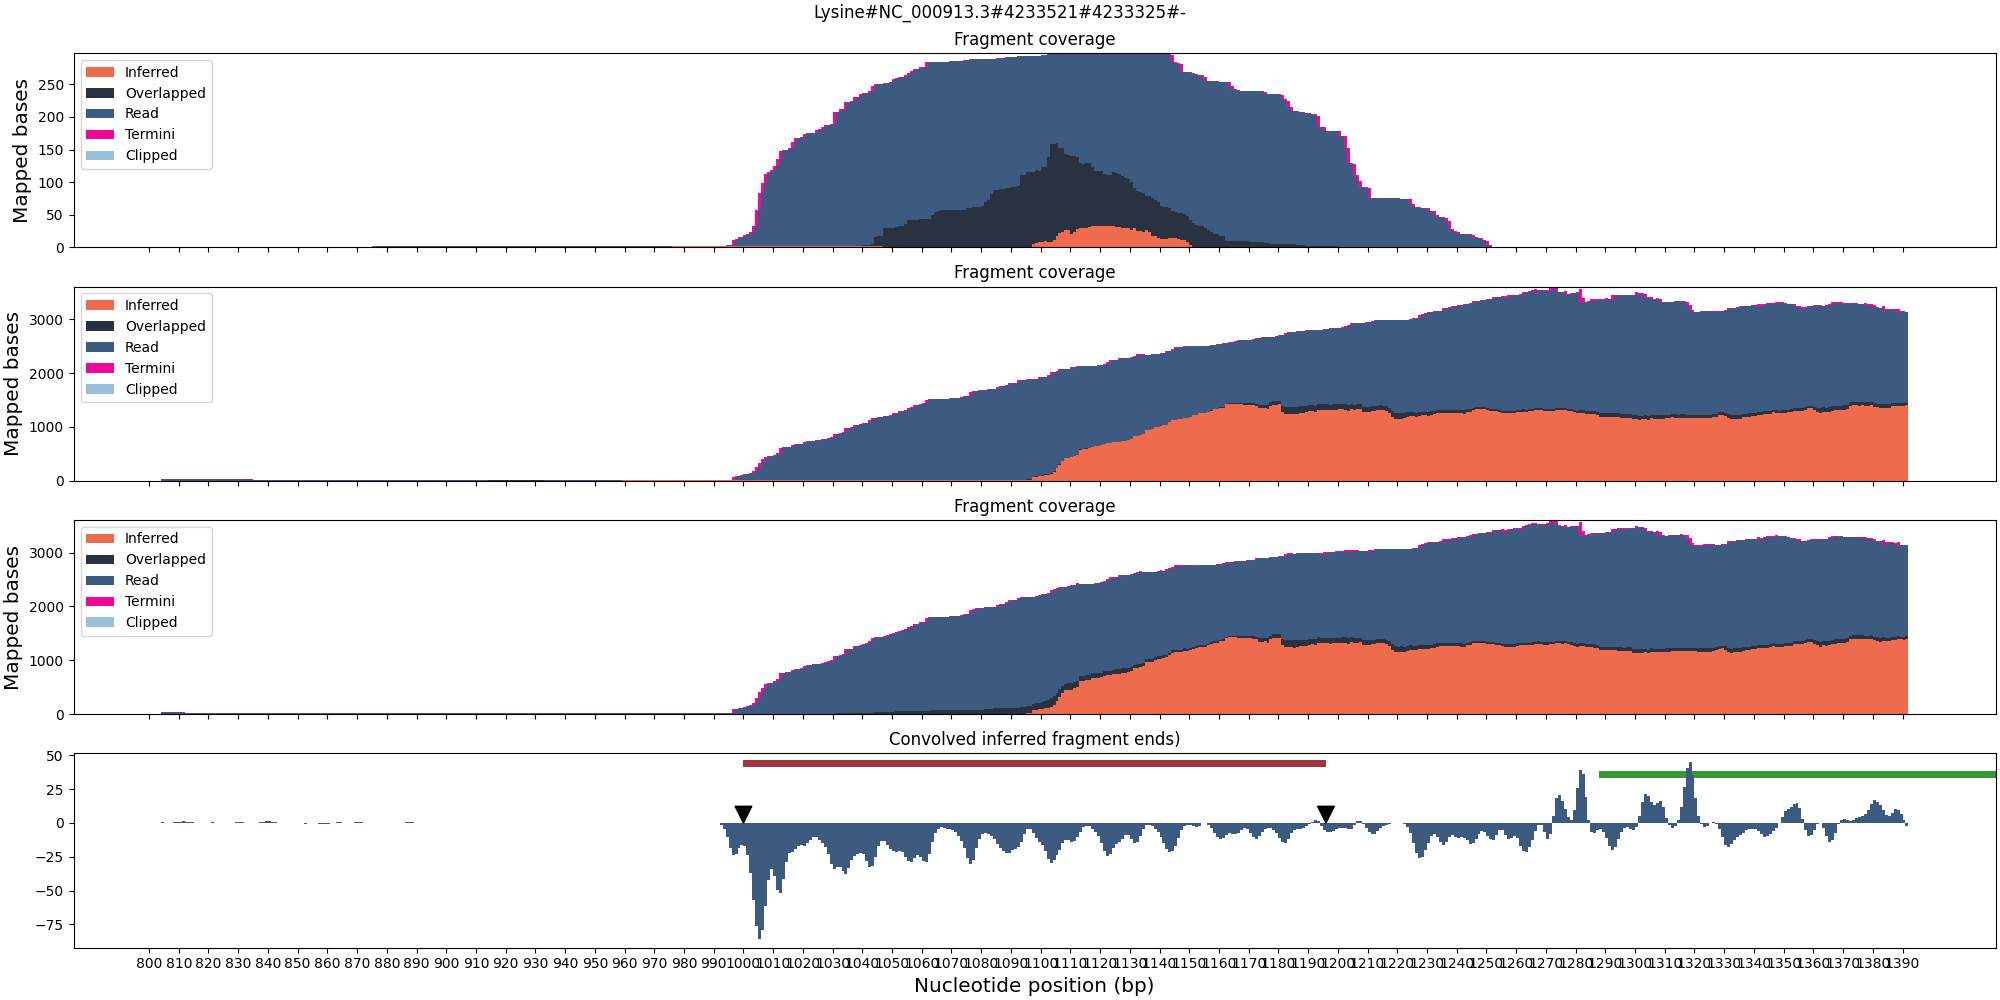 Lysine#NC_000913.3#4233521#4233325#-
Fragment coverage
Mapped bases
250
200
150
100
50
0
Inferred
Overlapped
Read
Termini
Clipped
Fragment coverage
Mapped bases
3000
2000
1000
0
Inferred
Overlapped
Read
Termini
Clipped
Fragment coverage
Mapped bases
3000
2000
1000
0
Inferred
Overlapped
Read
Termini
Clipped
Convolved inferred fragment ends)
50
25
0
−25
−50
−75
800 810 820 830 840 850 860 870 880 890 900 910 920 930 940 950 960 970 980 990 1000 1010 1020 1030 1040 1050 1060 1070 1080 1090 1100 1110 1120 1130 1140 1150 1160 1170 1180 1190 1200 1210 1220 1230 1240 1250 1260 1270 1280 1290 1300 1310 1320 1330 1340 1350 1360 1370 1380 1390
Nucleotide position (bp)